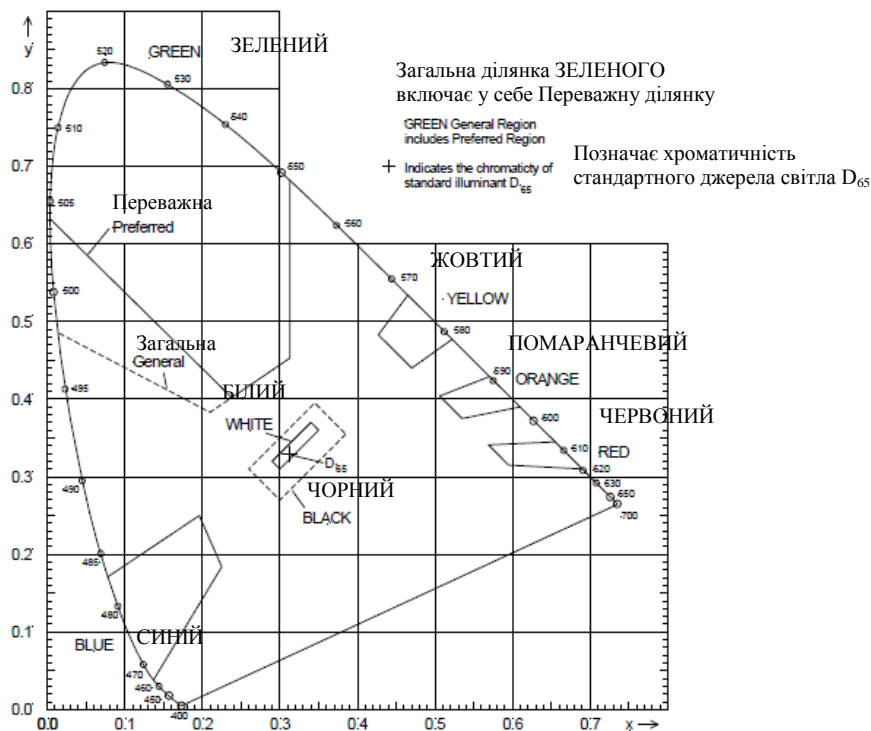 y
520
GREEN
ЗЕЛЕНИЙ
530
0.8
Загальна ділянка ЗЕЛЕНОГО
включає у себе Переважну ділянку
510
540
GREEN General Region
includes Preferred Region
0.7
550
Indicates the chromaticity of
standard illuminant D65
Позначає хроматичність
стандартного джерела світла D65
505
Переважна
Preferred
560
0.6
500
570
ЖОВТИЙ
YELLOW
0.5
580
Загальна
General
ПОМАРАНЧЕВИЙ
590
ORANGE
495
0.4
БІЛИЙ
WHITE
600
ЧЕРВОНИЙ
610
RED
D65
620
0.3
490
ЧОРНИЙ
BLACK
630
650
700
0.2
485
480
0.1
BLUE
СИНІЙ
470
460
450
400
0.0
0.0
0.1
0.2
0.3
0.4
0.5
0.6
x
0.7